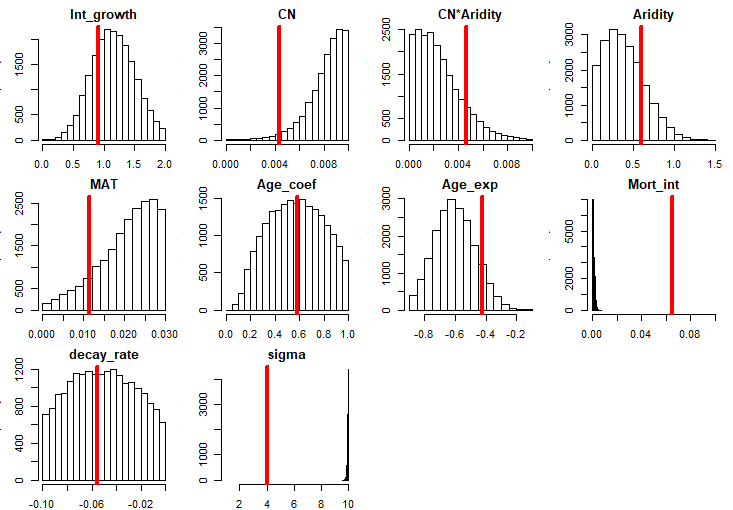 Int_growth
0 500 1500
0.0 0.5 1.0 1.5 2.0
CN
0 1000 2000 3500
0.000 0.004 0.008
CN*Aridity
0 500 1500 2500
0.000 0.004 0.008
Aridity
0 1000 2000 3000
0.0 0.5 1.0 1.5
MAT
0 500 1500 2500
0.000 0.010 0.020 0.030
Age_coef
0 500 1000 1500
0.0 0.2 0.4 0.6 0.8 1.0
Age_exp
0 1000 2000 3000
-0.8 -0.6 -0.4 -0.2
Mort_int
0 2000 4000 6000
0.00 0.04 0.08
decay_rate
0 400 800 1200
-0.10 -0.06 -0.02
sigma
0 1000 3000
2 4 6 8 10